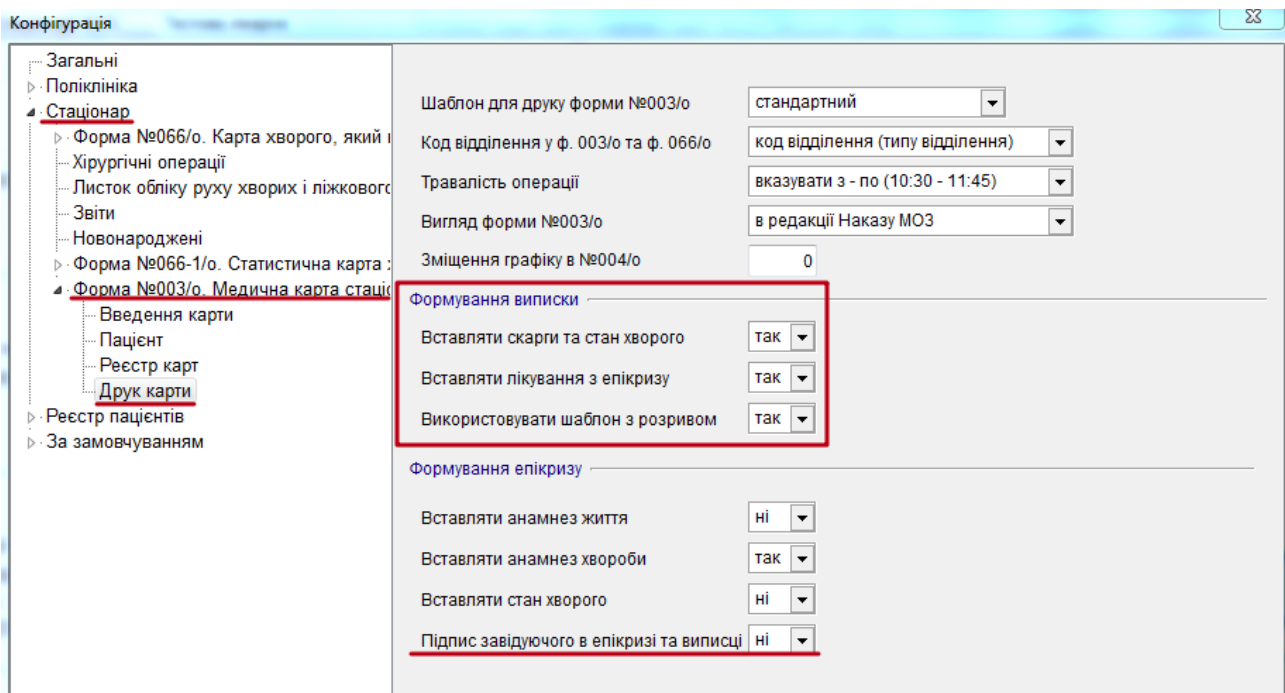 Конфігурація
Загальні
Поліклініка
Стаціонар
Форма №066/о. Карта хворого, який
Хірургічні операції
Листок обліку руху хворих і ліжкового
Звіти
Новонароджені
Форма №066-1/о. Статистична карта
Форма №003/о. Медична карта стаціо
Введення карти
Пацієнт
Реєстр карт
Друк карти
Реєстр пацієнтів
За замовчуванням
Шаблон для друку форми №003/о стандартний
Код відділення у ф. 003/о та ф. 066/о код відділення (типу відділення)
Травалість операції вказувати з - по (10:30 - 11:45)
Вигляд форми №003/о в редакції Наказу МОЗ
Зміщення графіку в №004/о 0
Формування виписки
Вставляти скарги та стан хворого так
Вставляти лікування з епікризу так
Використовувати шаблон з розривом так
Формування епікризу
Вставляти анамнез життя ні
Вставляти анамнез хвороби так
Вставляти стан хворого ні
Підпис завідуючого в епікризі та виписці ні